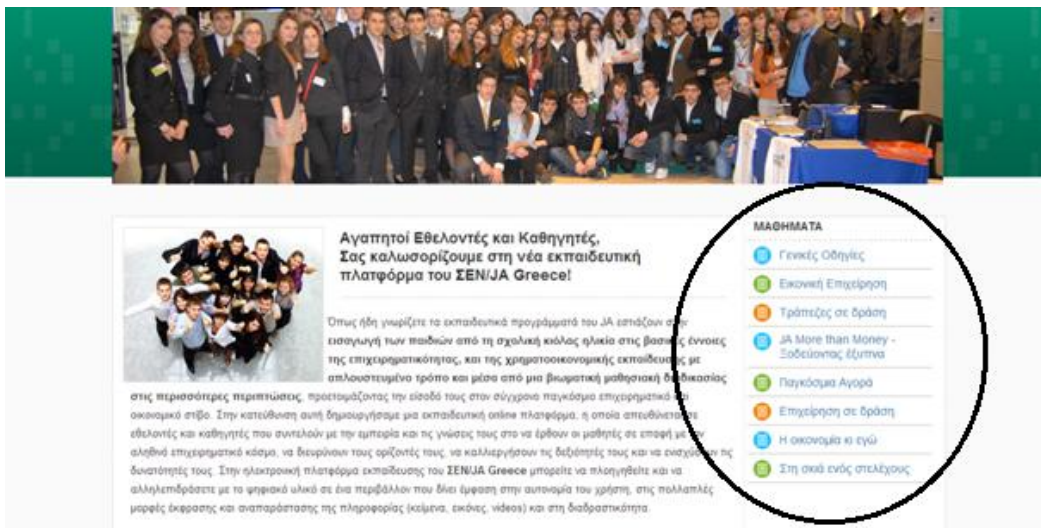 Αγαπητοί Εθελοντές και Καθηγητές,
Σας καλωσορίζουμε στη νέα εκπαιδευτική
πλατφόρμα του ΣΕΝ/JA Greece!
Όπως ήδη γνωρίζετε τα εκπαιδευτικά προγράμματά του JA εστιάζουν στην
εισαγωγή των παιδιών από τη σχολική κιόλας ηλικία στις βασικές έννοιες
της επιχειρηματικότητας, και της χρηματοοικονομικής εκπαίδευσης με
απλουστευμένο τρόπο και μέσα από μια βιωματική μαθησιακή διαδικασία
στις περισσότερες περιπτώσεις, προετοιμάζοντας την είσοδό τους στον σύγχρονο παγκόσμιο επιχειρηματικό και
οικονομικό στίβο. Στην κατεύθυνση αυτή δημιουργήσαμε μια εκπαιδευτική online πλατφόρμα, η οποία απευθύνεται σε
εθελοντές και καθηγητές που συντελούν με την εμπειρία και τις γνώσεις τους στο να έρθουν οι μαθητές σε επαφή με τον
αληθινό επιχειρηματικό κόσμο, να διευρύνουν τους ορίζοντές τους, να καλλιεργήσουν τις δεξιότητές τους και να ενισχύσουν τις
δυνατότητές τους. Στην ηλεκτρονική πλατφόρμα εκπαίδευσης του ΣΕΝ/JA Greece μπορείτε να πλοηγηθείτε και να
αλληλεπιδράσετε με το ψηφιακό υλικό σε ένα περιβάλλον που δίνει έμφαση στην αυτονομία του χρήστη, στις πολλαπλές
μορφές έκφρασης και αναπαράστασης της πληροφορίας (κείμενα, εικόνες, videos) και στη διαδραστικότητα.
ΜΑΘΗΜΑΤΑ
Γενικές Οδηγίες
Εικονική Επιχείρηση
Τράπεζες σε δράση
JA More than Money -
Ξοδεύοντας έξυπνα
Παγκόσμια Αγορά
Επιχείρηση σε δράση
Η οικονομία κι εγώ
Στη σκιά ενός στελέχους